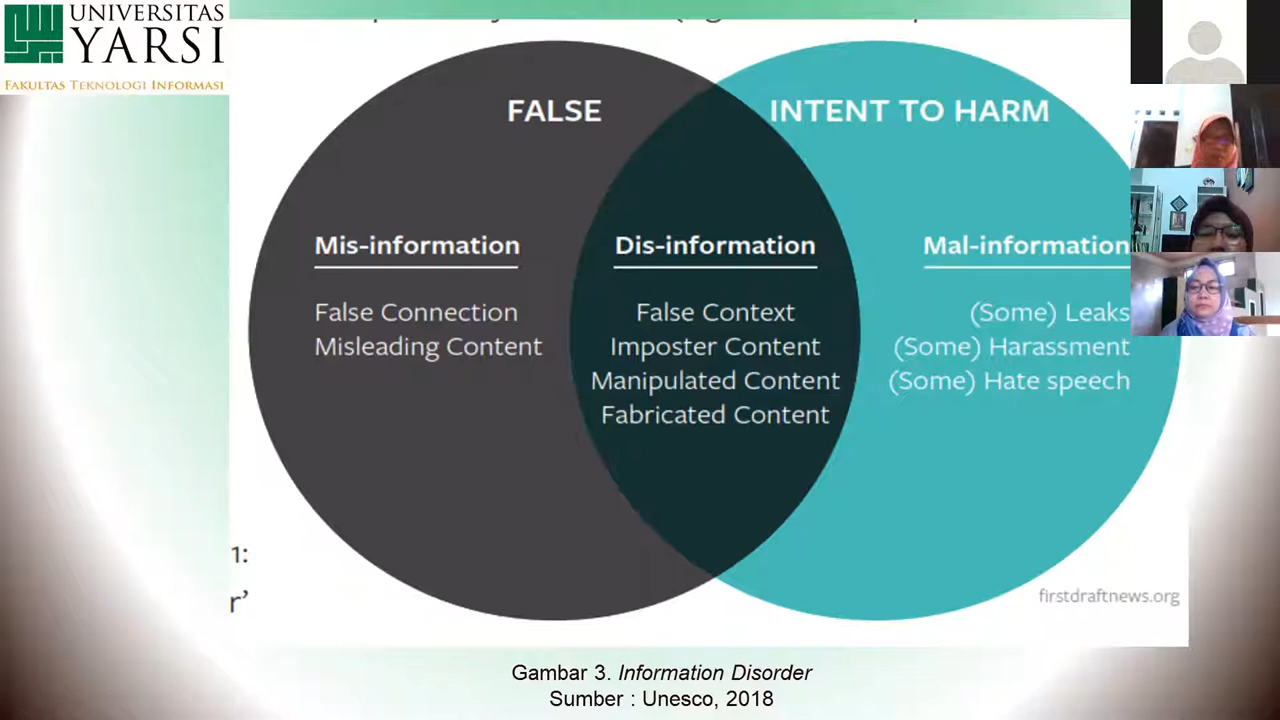 UNIVERSITAS
YARSI
FAKULTAS TEKNOLOGI INFORMASI
FALSE
INTENT TO HARM
Mis-information
False Connection
Misleading Content
Dis-information
False Context
Imposter Content
Manipulated Content
Fabricated Content
Mal-information
(Some) Leaks
(Some) Harassment
(Some) Hate speech
1:
r’
firstdraftnews.org
Gambar 3. Information Disorder
Sumber : Unesco, 2018